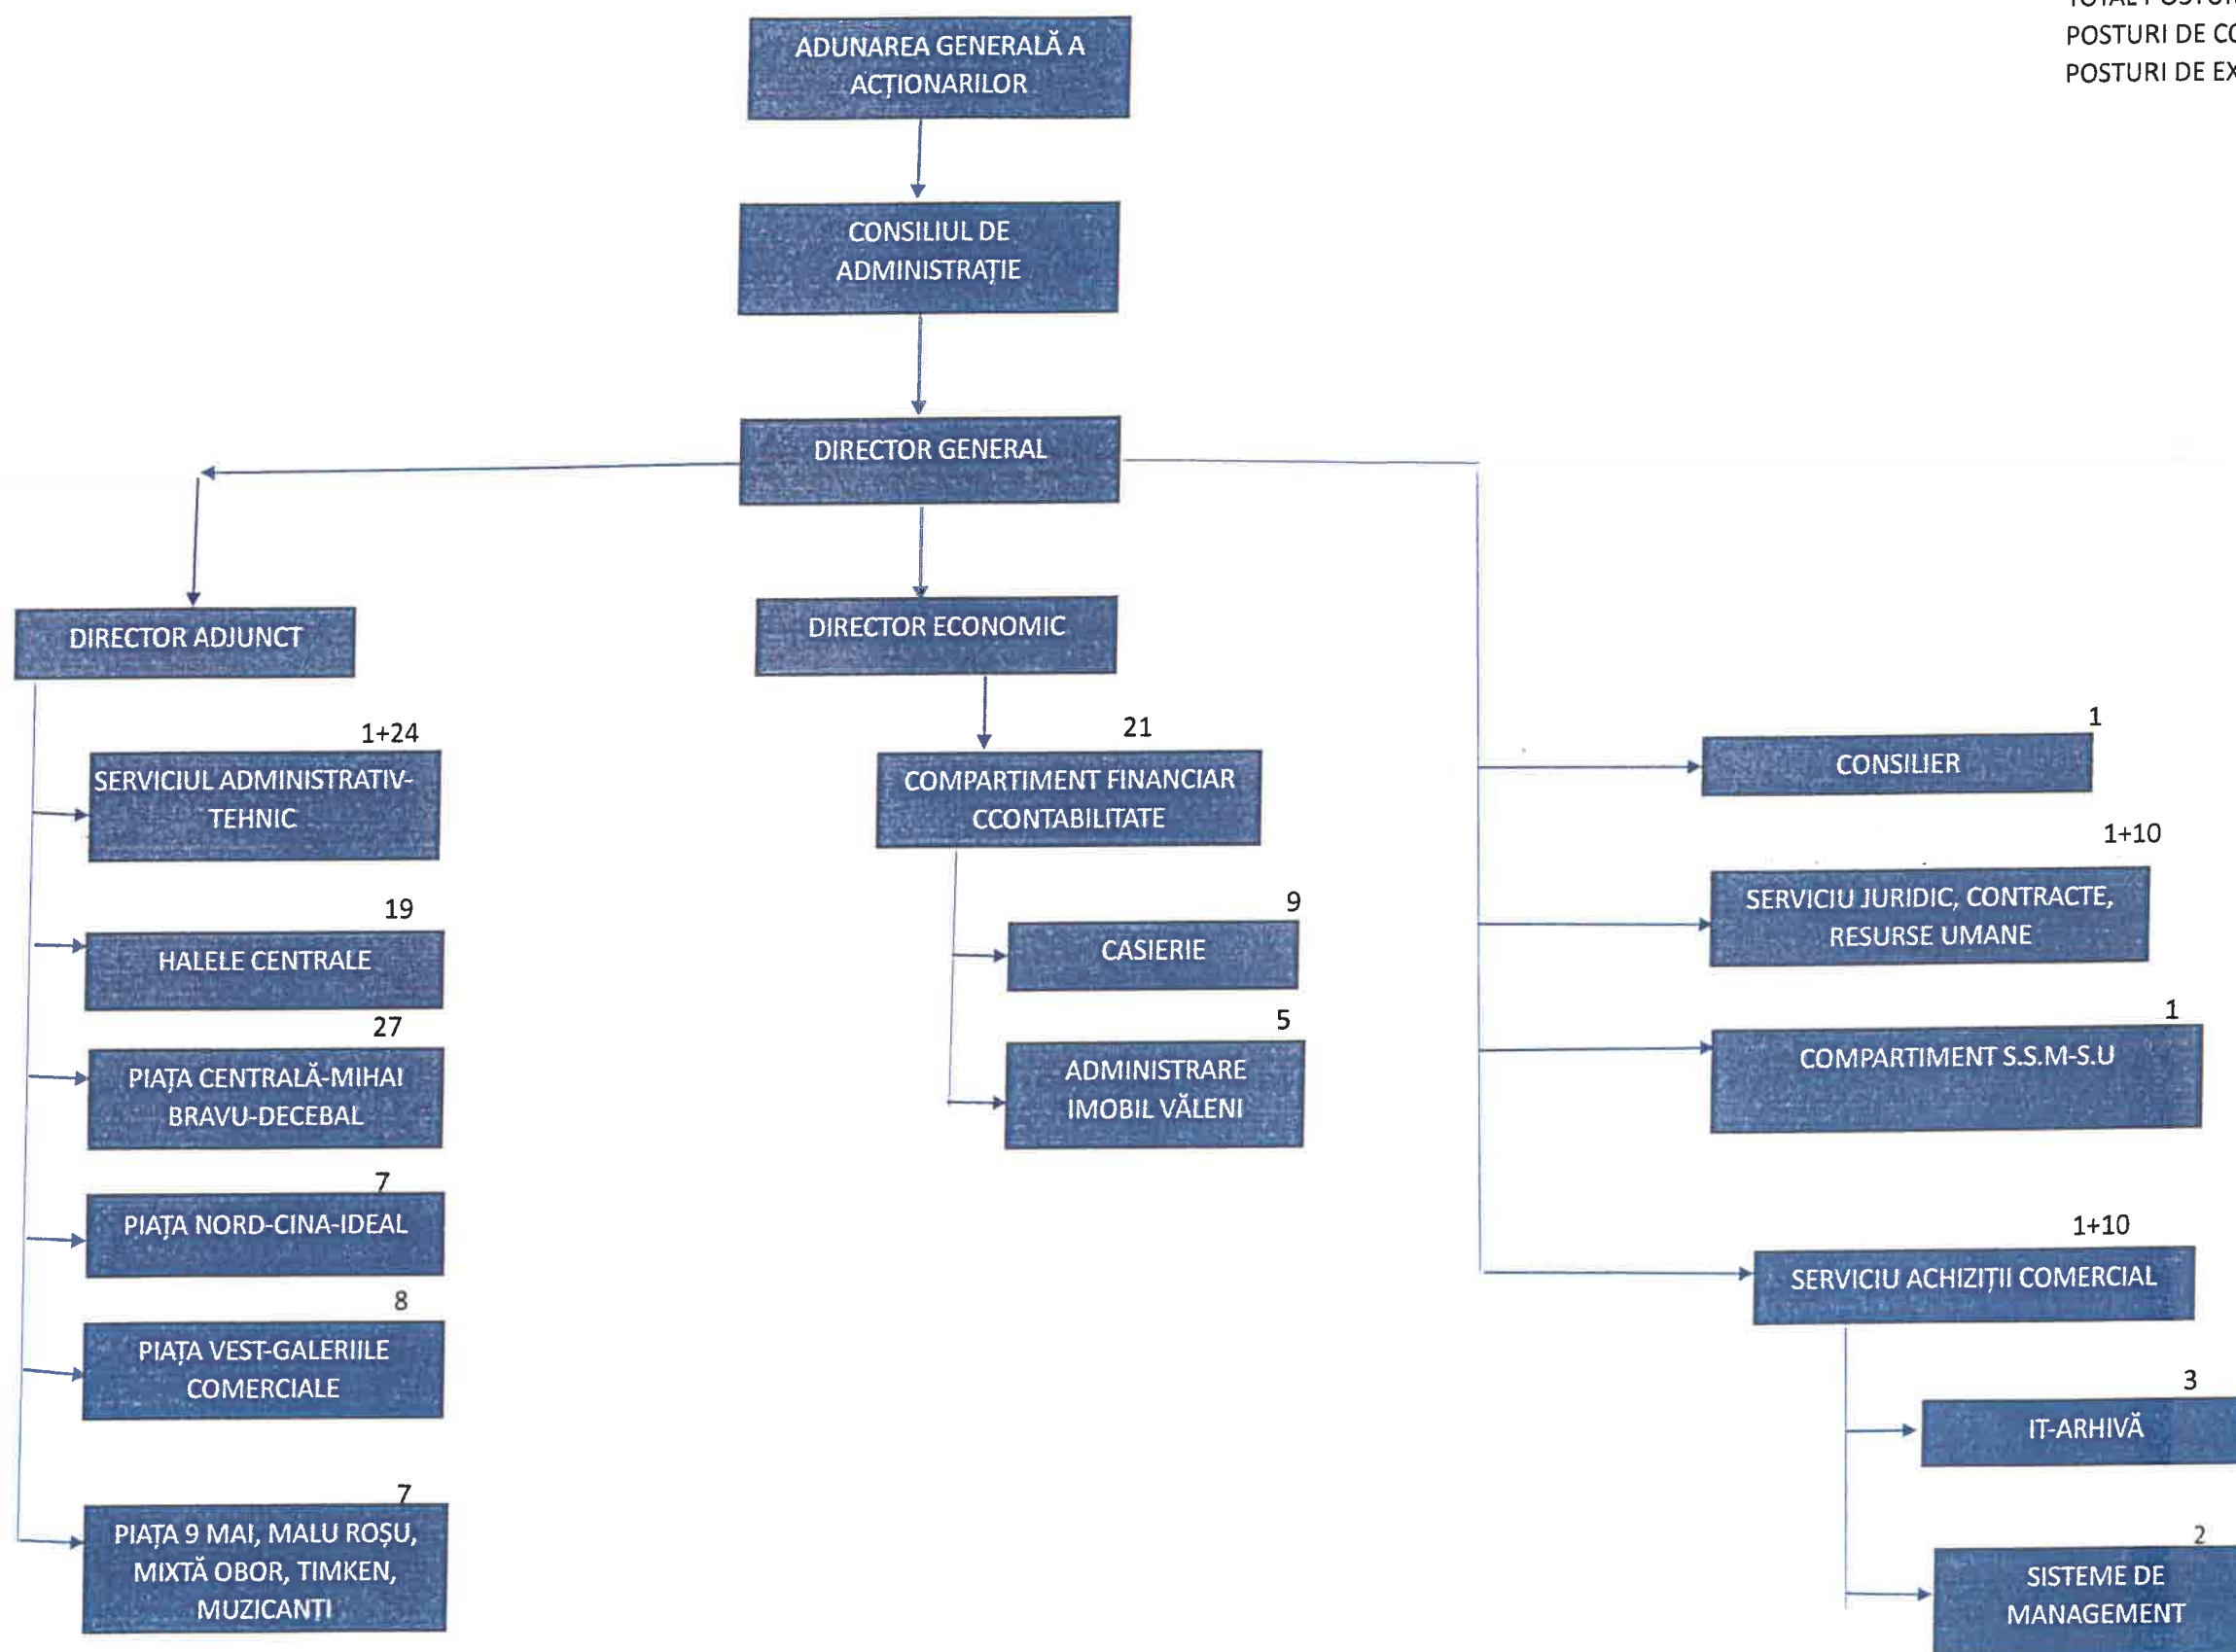 TOTAL
POSTURI DE
POSTURI DE
ADUNAREA GENERALĂ A
ACȚIONARILOR
CONSILIUL DE
ADMINISTRAȚIE
DIRECTOR GENERAL
DIRECTOR ADJUNCT
DIRECTOR ECONOMIC
1+24
SERVICIUL ADMINISTRATIV-
TEHNIC
19
HALELE CENTRALE
27
PIAȚA CENTRALĂ-MIHAI
BRAVU-DECEBAL
7
PIAȚA NORD-CINA-IDEAL
8
PIAȚA VEST-GALERIILE
COMERCIALE
7
PIAȚA 9 MAI, MALU ROȘU,
MIXTĂ OBOR, TIMKEN,
MUZICANȚI
21
COMPARTIMENT FINANCIAR
CCONTABILITATE
9
CASIERIE
5
ADMINISTRARE
IMOBIL VĂLENI
1
CONSILIER
1+10
SERVICIU JURIDIC, CONTRACTE,
RESURSE UMANE
1
COMPARTIMENT S.S.M-S.U
1+10
SERVICIU ACHIZIȚII COMERCIAL
3
IT-ARHIVĂ
2
SISTEME DE
MANAGEMENT